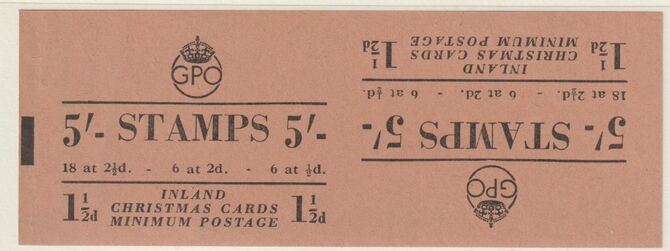 GPO
5/- STAMPS 5/-
18 at 2½d. - 6 at 2d. - 6 at ½d.
INLAND
1½d CHRISTMAS CARDS 1½d
MINIMUM POSTAGE
GPO
5/- STAMPS 5/-
18 at 2½d. - 6 at 2d. - 6 at ½d.
INLAND
1½d CHRISTMAS CARDS 1½d
MINIMUM POSTAGE